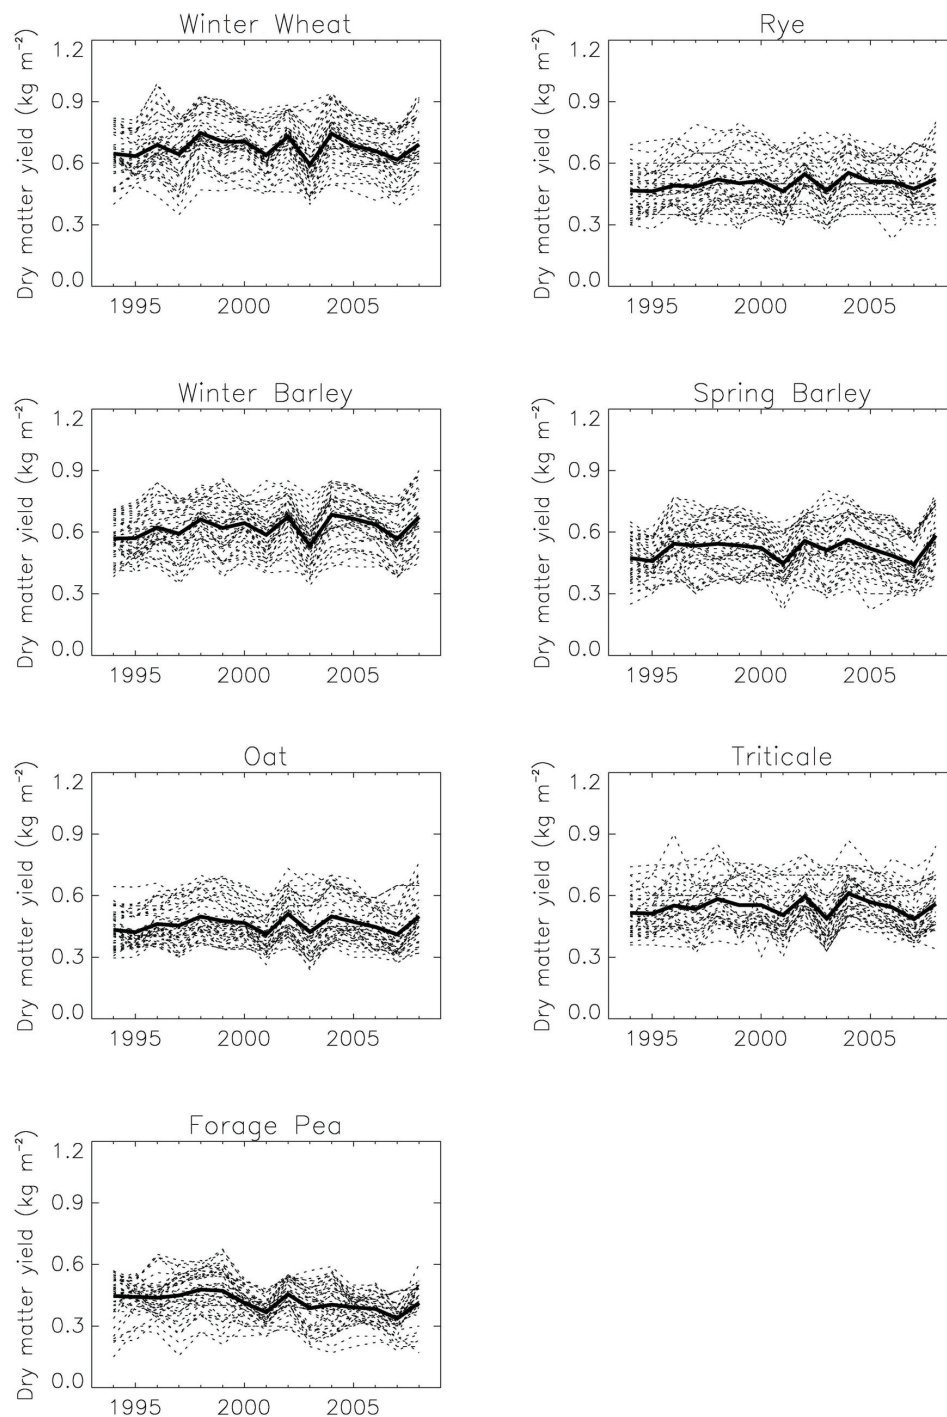 Winter Wheat
Dry matter yield (kg m⁻²)
1.2
0.9
0.6
0.3
0.0
1995 2000 2005
Rye
Dry matter yield (kg m⁻²)
1.2
0.9
0.6
0.3
0.0
1995 2000 2005
Winter Barley
Dry matter yield (kg m⁻²)
1.2
0.9
0.6
0.3
0.0
1995 2000 2005
Spring Barley
Dry matter yield (kg m⁻²)
1.2
0.9
0.6
0.3
0.0
1995 2000 2005
Oat
Dry matter yield (kg m⁻²)
1.2
0.9
0.6
0.3
0.0
1995 2000 2005
Triticale
Dry matter yield (kg m⁻²)
1.2
0.9
0.6
0.3
0.0
1995 2000 2005
Forage Pea
Dry matter yield (kg m⁻²)
1.2
0.9
0.6
0.3
0.0
1995 2000 2005